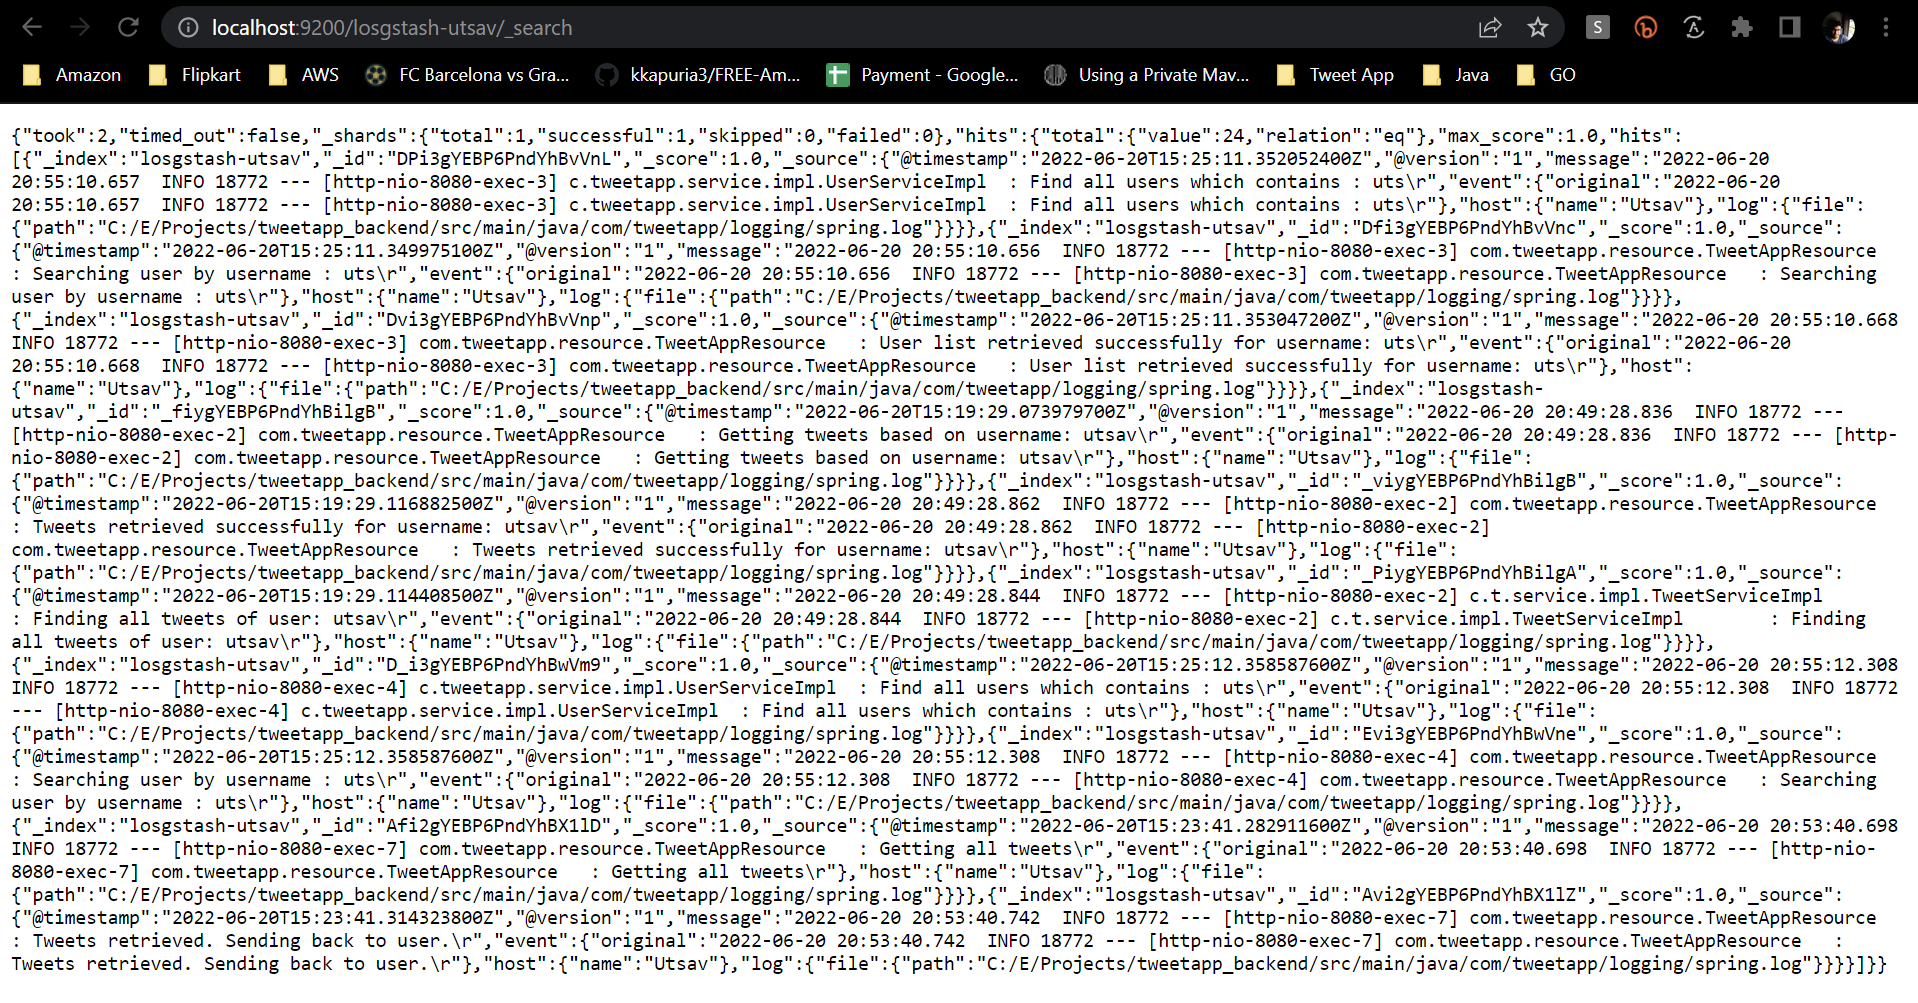 localhost:9200/losgstash-utsav/_search
S
Amazon Flipkart AWS FC Barcelona vs Gra... kkapuria3/FREE-Am... Payment - Google... Using a Private Mav... Tweet App Java GO
{"took":2,"timed_out":false,"_shards":{"total":1,"successful":1,"skipped":0,"failed":0},"hits":{"total":{"value":24,"relation":"eq"},"max_score":1.0,"hits":
[{"_index":"losgstash-utsav","_id":"DPi3gYEBP6PndYhBvVnL","_score":1.0,"_source":{"@timestamp":"2022-06-20T15:25:11.352052400Z","@version":"1","message":"2022-06-20
20:55:10.657  INFO 18772 --- [http-nio-8080-exec-3] c.tweetapp.service.impl.UserServiceImpl  : Find all users which contains : uts\r","event":{"original":"2022-06-20
20:55:10.657  INFO 18772 --- [http-nio-8080-exec-3] c.tweetapp.service.impl.UserServiceImpl  : Find all users which contains : uts\r"},"host":{"name":"Utsav"},"log":{"file":
{"path":"C:/E/Projects/tweetapp_backend/src/main/java/com/tweetapp/logging/spring.log"}}}},{"_index":"losgstash-utsav","_id":"Dfi3gYEBP6PndYhBvVnc","_score":1.0,"_source":
{"@timestamp":"2022-06-20T15:25:11.349975100Z","@version":"1","message":"2022-06-20 20:55:10.656  INFO 18772 --- [http-nio-8080-exec-3] com.tweetapp.resource.TweetAppResource
: Searching user by username : uts\r","event":{"original":"2022-06-20 20:55:10.656  INFO 18772 --- [http-nio-8080-exec-3] com.tweetapp.resource.TweetAppResource   : Searching
user by username : uts\r"},"host":{"name":"Utsav"},"log":{"file":{"path":"C:/E/Projects/tweetapp_backend/src/main/java/com/tweetapp/logging/spring.log"}}}},
{"_index":"losgstash-utsav","_id":"Dvi3gYEBP6PndYhBvVnp","_score":1.0,"_source":{"@timestamp":"2022-06-20T15:25:11.353047200Z","@version":"1","message":"2022-06-20 20:55:10.668
INFO 18772 --- [http-nio-8080-exec-3] com.tweetapp.resource.TweetAppResource   : User list retrieved successfully for username: uts\r","event":{"original":"2022-06-20
20:55:10.668  INFO 18772 --- [http-nio-8080-exec-3] com.tweetapp.resource.TweetAppResource   : User list retrieved successfully for username: uts\r"},"host":
{"name":"Utsav"},"log":{"file":{"path":"C:/E/Projects/tweetapp_backend/src/main/java/com/tweetapp/logging/spring.log"}}}},{"_index":"losgstash-
utsav","_id":"_fiygYEBP6PndYhBilgB","_score":1.0,"_source":{"@timestamp":"2022-06-20T15:19:29.073979700Z","@version":"1","message":"2022-06-20 20:49:28.836  INFO 18772 ---
[http-nio-8080-exec-2] com.tweetapp.resource.TweetAppResource   : Getting tweets based on username: utsav\r","event":{"original":"2022-06-20 20:49:28.836  INFO 18772 --- [http-
nio-8080-exec-2] com.tweetapp.resource.TweetAppResource   : Getting tweets based on username: utsav\r"},"host":{"name":"Utsav"},"log":{"file":
{"path":"C:/E/Projects/tweetapp_backend/src/main/java/com/tweetapp/logging/spring.log"}}}},{"_index":"losgstash-utsav","_id":"_viygYEBP6PndYhBilgB","_score":1.0,"_source":
{"@timestamp":"2022-06-20T15:19:29.116882500Z","@version":"1","message":"2022-06-20 20:49:28.862  INFO 18772 --- [http-nio-8080-exec-2] com.tweetapp.resource.TweetAppResource
: Tweets retrieved successfully for username: utsav\r","event":{"original":"2022-06-20 20:49:28.862  INFO 18772 --- [http-nio-8080-exec-2]
com.tweetapp.resource.TweetAppResource   : Tweets retrieved successfully for username: utsav\r"},"host":{"name":"Utsav"},"log":{"file":
{"path":"C:/E/Projects/tweetapp_backend/src/main/java/com/tweetapp/logging/spring.log"}}}},{"_index":"losgstash-utsav","_id":"_PiygYEBP6PndYhBilgA","_score":1.0,"_source":
{"@timestamp":"2022-06-20T15:19:29.114408500Z","@version":"1","message":"2022-06-20 20:49:28.844  INFO 18772 --- [http-nio-8080-exec-2] c.t.service.impl.TweetServiceImpl
: Finding all tweets of user: utsav\r","event":{"original":"2022-06-20 20:49:28.844  INFO 18772 --- [http-nio-8080-exec-2] c.t.service.impl.TweetServiceImpl        : Finding
all tweets of user: utsav\r"},"host":{"name":"Utsav"},"log":{"file":{"path":"C:/E/Projects/tweetapp_backend/src/main/java/com/tweetapp/logging/spring.log"}}}},
{"_index":"losgstash-utsav","_id":"D_i3gYEBP6PndYhBwVm9","_score":1.0,"_source":{"@timestamp":"2022-06-20T15:25:12.358587600Z","@version":"1","message":"2022-06-20 20:55:12.308
INFO 18772 --- [http-nio-8080-exec-4] c.tweetapp.service.impl.UserServiceImpl  : Find all users which contains : uts\r","event":{"original":"2022-06-20 20:55:12.308  INFO 18772
--- [http-nio-8080-exec-4] c.tweetapp.service.impl.UserServiceImpl  : Find all users which contains : uts\r"},"host":{"name":"Utsav"},"log":{"file":
{"path":"C:/E/Projects/tweetapp_backend/src/main/java/com/tweetapp/logging/spring.log"}}}},{"_index":"losgstash-utsav","_id":"Evi3gYEBP6PndYhBwVne","_score":1.0,"_source":
{"@timestamp":"2022-06-20T15:25:12.358587600Z","@version":"1","message":"2022-06-20 20:55:12.308  INFO 18772 --- [http-nio-8080-exec-4] com.tweetapp.resource.TweetAppResource
: Searching user by username : uts\r","event":{"original":"2022-06-20 20:55:12.308  INFO 18772 --- [http-nio-8080-exec-4] com.tweetapp.resource.TweetAppResource   : Searching
user by username : uts\r"},"host":{"name":"Utsav"},"log":{"file":{"path":"C:/E/Projects/tweetapp_backend/src/main/java/com/tweetapp/logging/spring.log"}}}},
{"_index":"losgstash-utsav","_id":"Afi2gYEBP6PndYhBX1lD","_score":1.0,"_source":{"@timestamp":"2022-06-20T15:23:41.282911600Z","@version":"1","message":"2022-06-20 20:53:40.698
INFO 18772 --- [http-nio-8080-exec-7] com.tweetapp.resource.TweetAppResource   : Getting all tweets\r","event":{"original":"2022-06-20 20:53:40.698  INFO 18772 --- [http-nio-
8080-exec-7] com.tweetapp.resource.TweetAppResource   : Getting all tweets\r"},"host":{"name":"Utsav"},"log":{"file":
{"path":"C:/E/Projects/tweetapp_backend/src/main/java/com/tweetapp/logging/spring.log"}}}},{"_index":"losgstash-utsav","_id":"Avi2gYEBP6PndYhBX1lZ","_score":1.0,"_source":
{"@timestamp":"2022-06-20T15:23:41.314323800Z","@version":"1","message":"2022-06-20 20:53:40.742  INFO 18772 --- [http-nio-8080-exec-7] com.tweetapp.resource.TweetAppResource
: Tweets retrieved. Sending back to user.\r","event":{"original":"2022-06-20 20:53:40.742  INFO 18772 --- [http-nio-8080-exec-7] com.tweetapp.resource.TweetAppResource   :
Tweets retrieved. Sending back to user.\r"},"host":{"name":"Utsav"},"log":{"file":{"path":"C:/E/Projects/tweetapp_backend/src/main/java/com/tweetapp/logging/spring.log"}}}}]}}